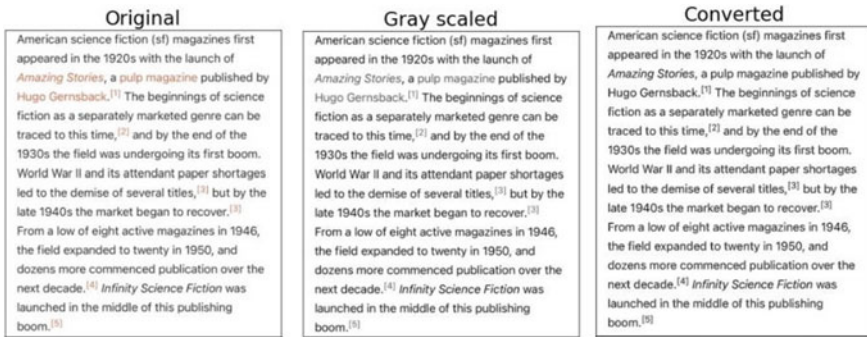 Original
American science fiction (sf) magazines first
appeared in the 1920s with the launch of
Amazing Stories, a pulp magazine published by
Hugo Gernsback.[1] The beginnings of science
fiction as a separately marketed genre can be
traced to this time,[2] and by the end of the
1930s the field was undergoing its first boom.
World War II and its attendant paper shortages
led to the demise of several titles,[3] but by the
late 1940s the market began to recover.[3]
From a low of eight active magazines in 1946,
the field expanded to twenty in 1950, and
dozens more commenced publication over the
next decade.[4] Infinity Science Fiction was
launched in the middle of this publishing
boom.[5]
Gray scaled
American science fiction (sf) magazines first
appeared in the 1920s with the launch of
Amazing Stories, a pulp magazine published by
Hugo Gernsback.[1] The beginnings of science
fiction as a separately marketed genre can be
traced to this time,[2] and by the end of the
1930s the field was undergoing its first boom.
World War II and its attendant paper shortages
led to the demise of several titles,[3] but by the
late 1940s the market began to recover.[3]
From a low of eight active magazines in 1946,
the field expanded to twenty in 1950, and
dozens more commenced publication over the
next decade.[4] Infinity Science Fiction was
launched in the middle of this publishing
boom.[5]
Converted
American science fiction (sf) magazines first
appeared in the 1920s with the launch of
Amazing Stories, a pulp magazine published by
Hugo Gernsback.[1] The beginnings of science
fiction as a separately marketed genre can be
traced to this time,[2] and by the end of the
1930s the field was undergoing its first boom.
World War II and its attendant paper shortages
led to the demise of several titles,[3] but by the
late 1940s the market began to recover.[3]
From a low of eight active magazines in 1946,
the field expanded to twenty in 1950, and
dozens more commenced publication over the
next decade.[4] Infinity Science Fiction was
launched in the middle of this publishing
boom.[5]